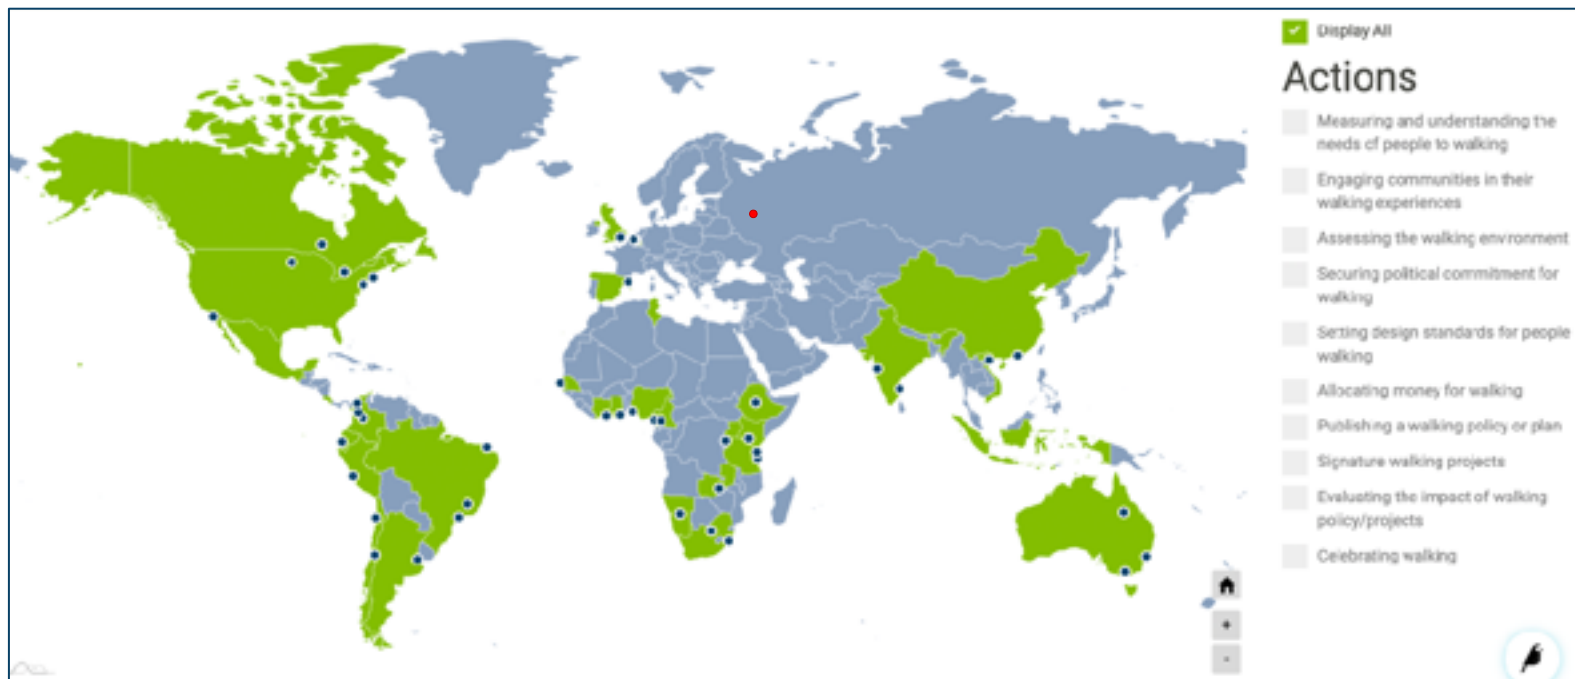 Display All
Actions
Measuring and understanding the
needs of people to walking
Engaging communities in their
walking experiences
Assessing the walking environment
Securing political commitment for
walking
Setting design standards for people
walking
Allocating money for walking
Publishing a walking policy or plan
Signature walking projects
Evaluating the impact of walking
policy/projects
Celebrating walking
+
-